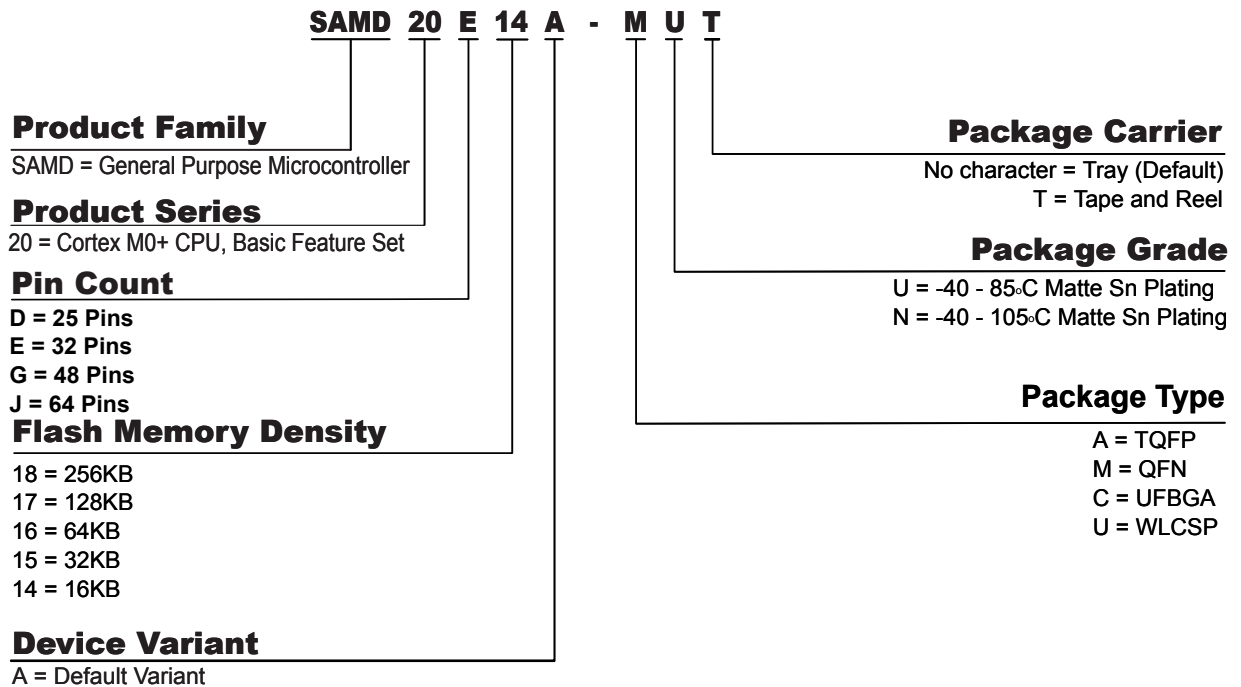 SAMD 20 E 14 A - M U T
Product Family
SAMD = General Purpose Microcontroller
Product Series
20 = Cortex M0+ CPU, Basic Feature Set
Pin Count
D = 25 Pins
E = 32 Pins
G = 48 Pins
J = 64 Pins
Flash Memory Density
18 = 256KB
17 = 128KB
16 = 64KB
15 = 32KB
14 = 16KB
Device Variant
A = Default Variant
Package Carrier
No character = Tray (Default)
T = Tape and Reel
Package Grade
U = -40 - 85°C Matte Sn Plating
N = -40 - 105°C Matte Sn Plating
Package Type
A = TQFP
M = QFN
C = UFBGA
U = WLCSP